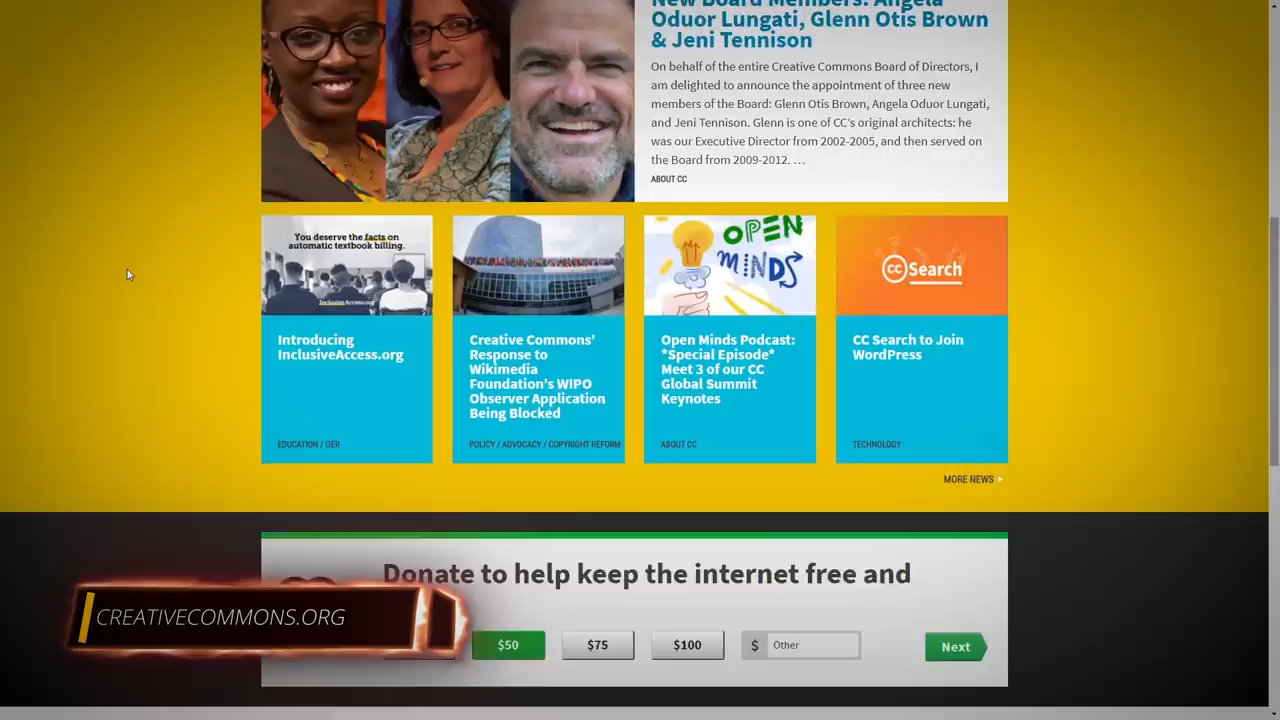 New Board Members: Angela
Oduor Lungati, Glenn Otis Brown
& Jeni Tennison
On behalf of the entire Creative Commons Board of Directors, I
am delighted to announce the appointment of three new
members of the Board: Glenn Otis Brown, Angela Oduor Lungati,
and Jeni Tennison. Glenn is one of CC's original architects: he
was our Executive Director from 2002-2005, and then served on
the Board from 2009-2012. …
ABOUT CC
You deserve the facts on
automatic textbook billing.
InclusiveAccess.org
Introducing
InclusiveAccess.org
EDUCATION / OER
Creative Commons'
Response to
Wikimedia
Foundation's WIPO
Observer Application
Being Blocked
POLICY / ADVOCACY / COPYRIGHT REFORM
OPEN
MINDS
Open Minds Podcast:
*Special Episode*
Meet 3 of our CC
Global Summit
Keynotes
ABOUT CC
cc Search
CC Search to Join
WordPress
TECHNOLOGY
MORE NEWS
Donate to help keep the internet free and
CREATIVECOMMONS.ORG
$50
$75
$100
$ Other
Next